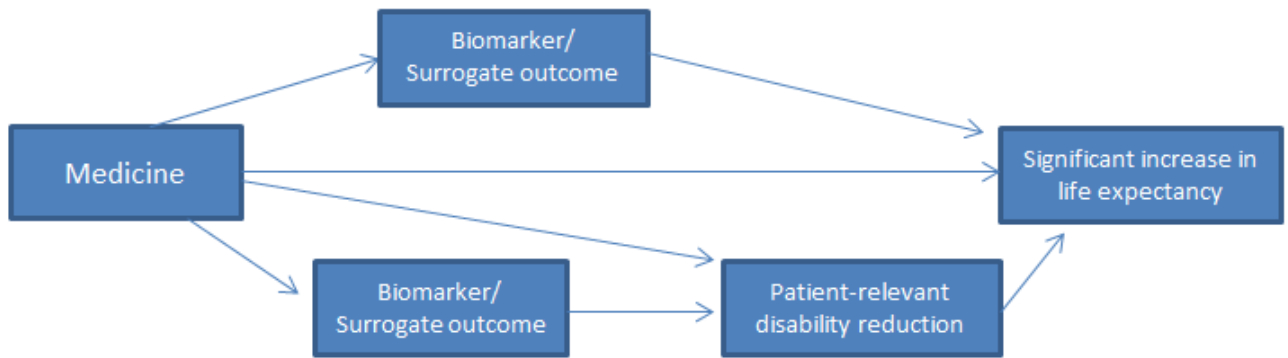 Biomarker/
Surrogate outcome
Medicine
Significant increase in
life expectancy
Biomarker/
Surrogate outcome
Patient-relevant
disability reduction